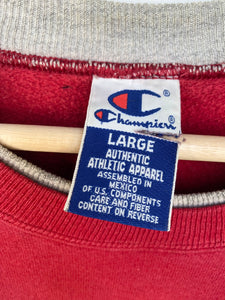 Champion
LARGE
AUTHENTIC
ATHLETIC APPAREL
ASSEMBLED IN
MEXICO
OF U.S. COMPONENTS
CARE AND FIBER
CONTENT ON REVERSE